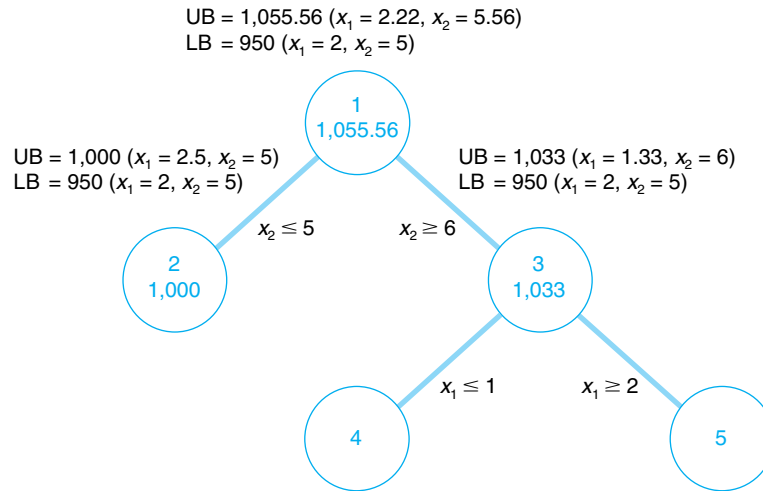 UB = 1,055.56 (x₁ = 2.22, x₂ = 5.56)
LB = 950 (x₁ = 2, x₂ = 5)
1
1,055.56
UB = 1,000 (x₁ = 2.5, x₂ = 5)
LB = 950 (x₁ = 2, x₂ = 5)
UB = 1,033 (x₁ = 1.33, x₂ = 6)
LB = 950 (x₁ = 2, x₂ = 5)
x₂ ≤ 5
x₂ ≥ 6
2
1,000
3
1,033
x₁ ≤ 1
x₁ ≥ 2
4
5